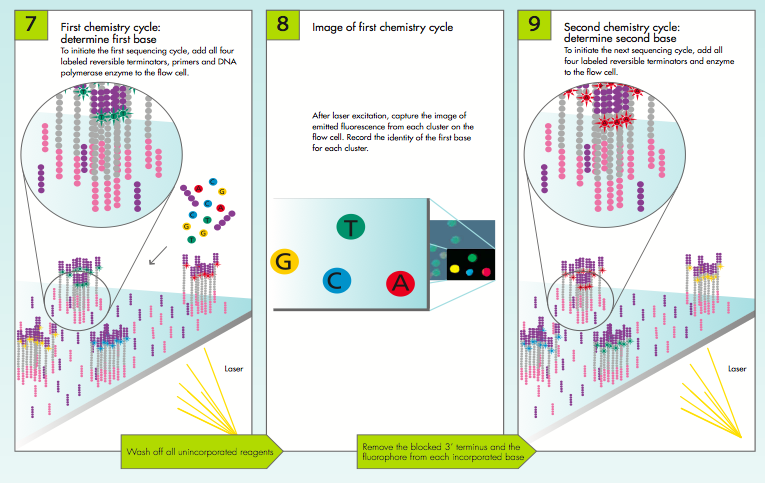 7
First chemistry cycle:
determine first base
To initiate the first sequencing cycle, add all four
labeled reversible terminators, primers and DNA
polymerase enzyme to the flow cell.
C
A
G
C
C
A
T
G
G
T
Laser
Wash off all unincorporated reagents
8
Image of first chemistry cycle
After laser excitation, capture the image of
emitted fluorescence from each cluster on the
flow cell. Record the identity of the first base
for each cluster.
T
G
C
A
Remove the blocked 3' terminus and the
fluorophore from each incorporated base
9
Second chemistry cycle:
determine second base
To initiate the next sequencing cycle, add all
four labeled reversible terminators and enzyme
to the flow cell.
Laser